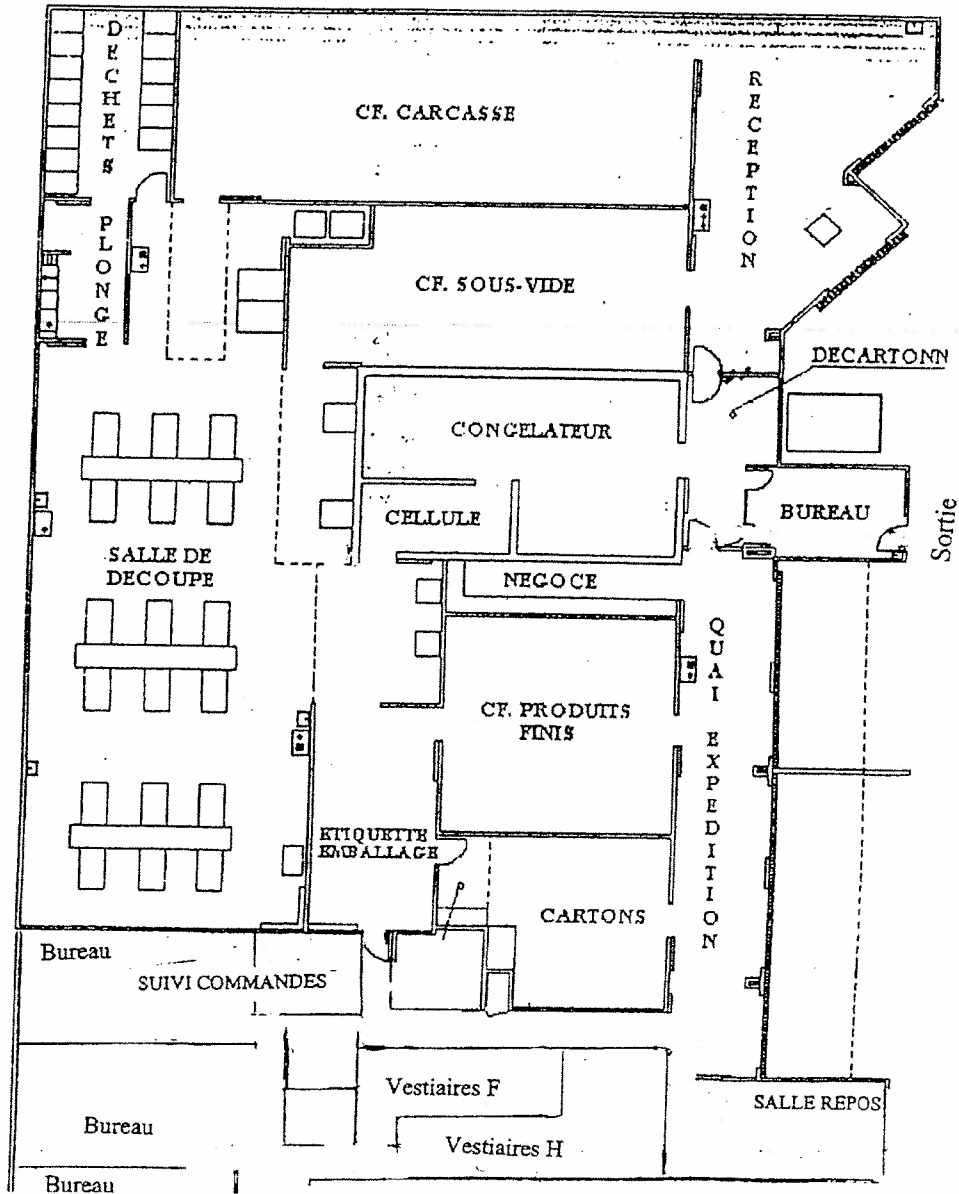 DECHETS
PLONGE
CF. CARCASSE
RECEPTION
CF. SOUS-VIDE
DECARTONN
CONGELATEUR
CELLULE
BUREAU
Sortie
SALLE DE
DECOUPE
NEGOCE
QUAI EXPEDITION
CF. PRODUITS
FINIS
ETIQUETTE
EMBALLAGE
CARTONS
Bureau
SUIVI COMMANDES
Vestiaires F
SALLE REPOS
Bureau
Vestiaires H
Bureau